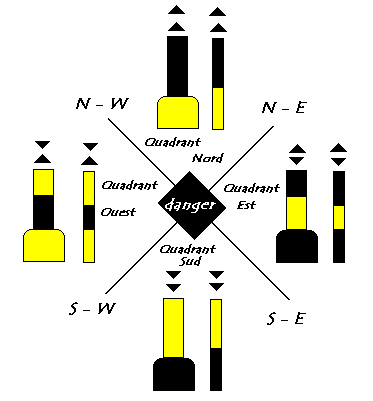 N - W
N - E
Quadrant
Nord
Quadrant
Ouest
danger
Quadrant
Est
Quadrant
Sud
S - W
S - E